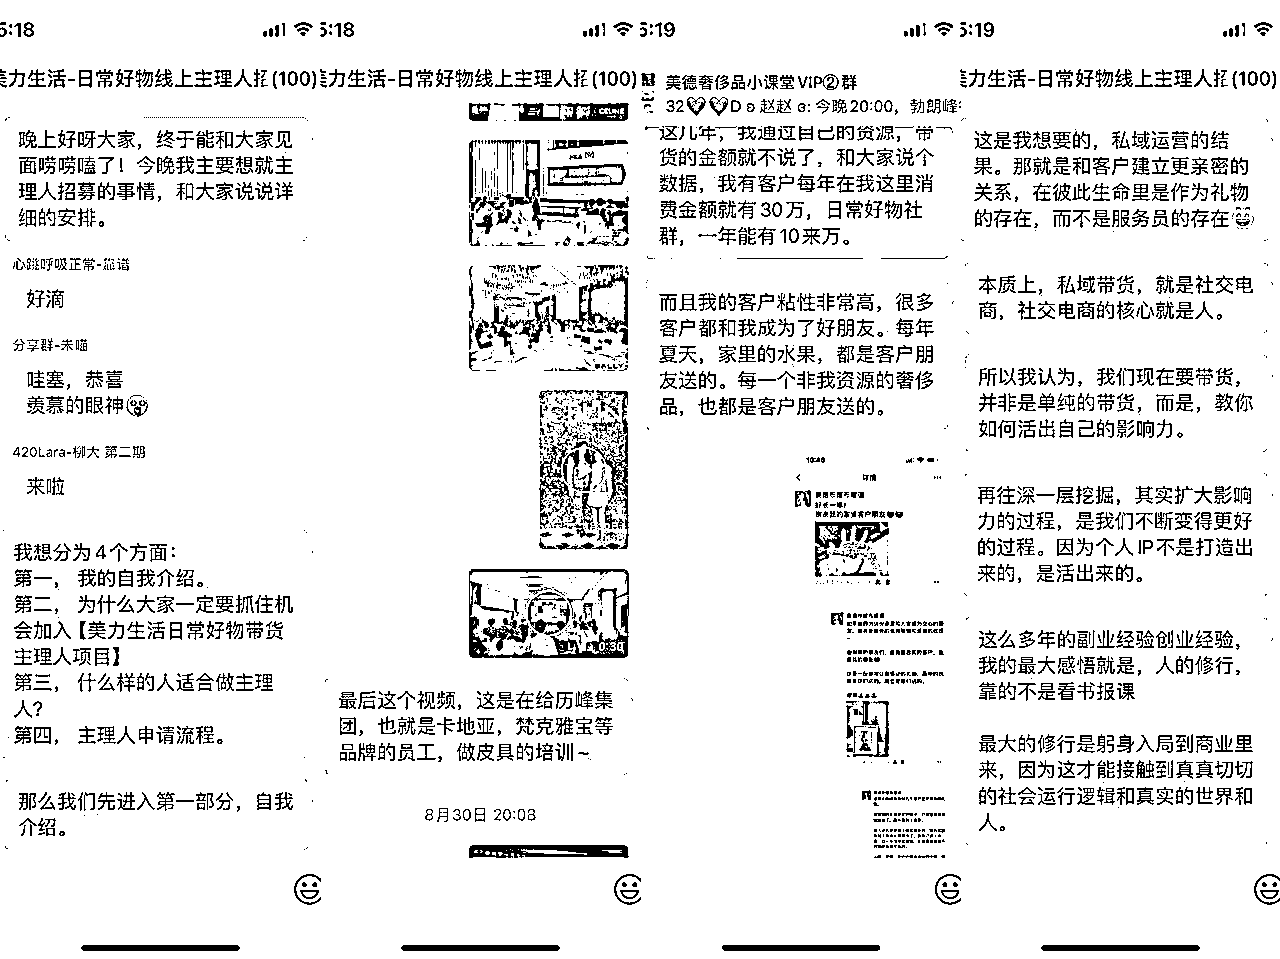 5:18
美力生活-日常好物线上主理人招(100)
晚上好呀大家，终于能和大家见
面唠唠嗑了！今晚我主要想就主
理人招募的事情，和大家说说详
细的安排。
心跳呼吸正常-靠谱
好滴
分享群-米喵
哇塞，恭喜
羡慕的眼神
420Lara-柳大 第二期
来啦
我想分为4个方面：
第一， 我的自我介绍。
第二， 为什么大家一定要抓住机
会加入【美力生活日常好物带货
主理人项目】
第三， 什么样的人适合做主理
人？
第四， 主理人申请流程。
那么我们先进入第一部分，自我
介绍。
5:18
美力生活-日常好物线上主理人招(100)
0:30
最后这个视频，这是在给历峰集
团，也就是卡地亚，梵克雅宝等
品牌的员工，做皮具的培训~
8月30日 20:08
5:19
美德奢侈品小课堂VIP②群
赵赵
今晚20:00，勃朗峰
这几年，我通过自己的资源，带
货的金额就不说了，和大家说个
数据，我有客户每年在我这里消
费金额就有30万，日常好物社
群，一年能有10来万。
而且我的客户粘性非常高，很多
客户都和我成为了好朋友。每年
夏天，家里的水果，都是客户朋
友送的。每一个非我资源的奢侈
品，也都是客户朋友送的。
详情
5:19
美力生活-日常好物线上主理人招(100)
这是我想要的，私域运营的结
果。那就是和客户建立更亲密的
关系，在彼此生命里是作为礼物
的存在，而不是服务员的存在
本质上，私域带货，就是社交电
商，社交电商的核心就是人。
所以我认为，我们现在要带货，
并非是单纯的带货，而是，教你
如何活出自己的影响力。
再往深一层挖掘，其实扩大影响
力的过程，是我们不断变得更好
的过程。因为个人IP不是打造出
来的，是活出来的。
这么多年的副业经验创业经验，
我的最大感悟就是，人的修行，
靠的不是看书报课
最大的修行是躬身入局到商业里
来，因为这才能接触到真真切切
的社会运行逻辑和真实的世界和
人。